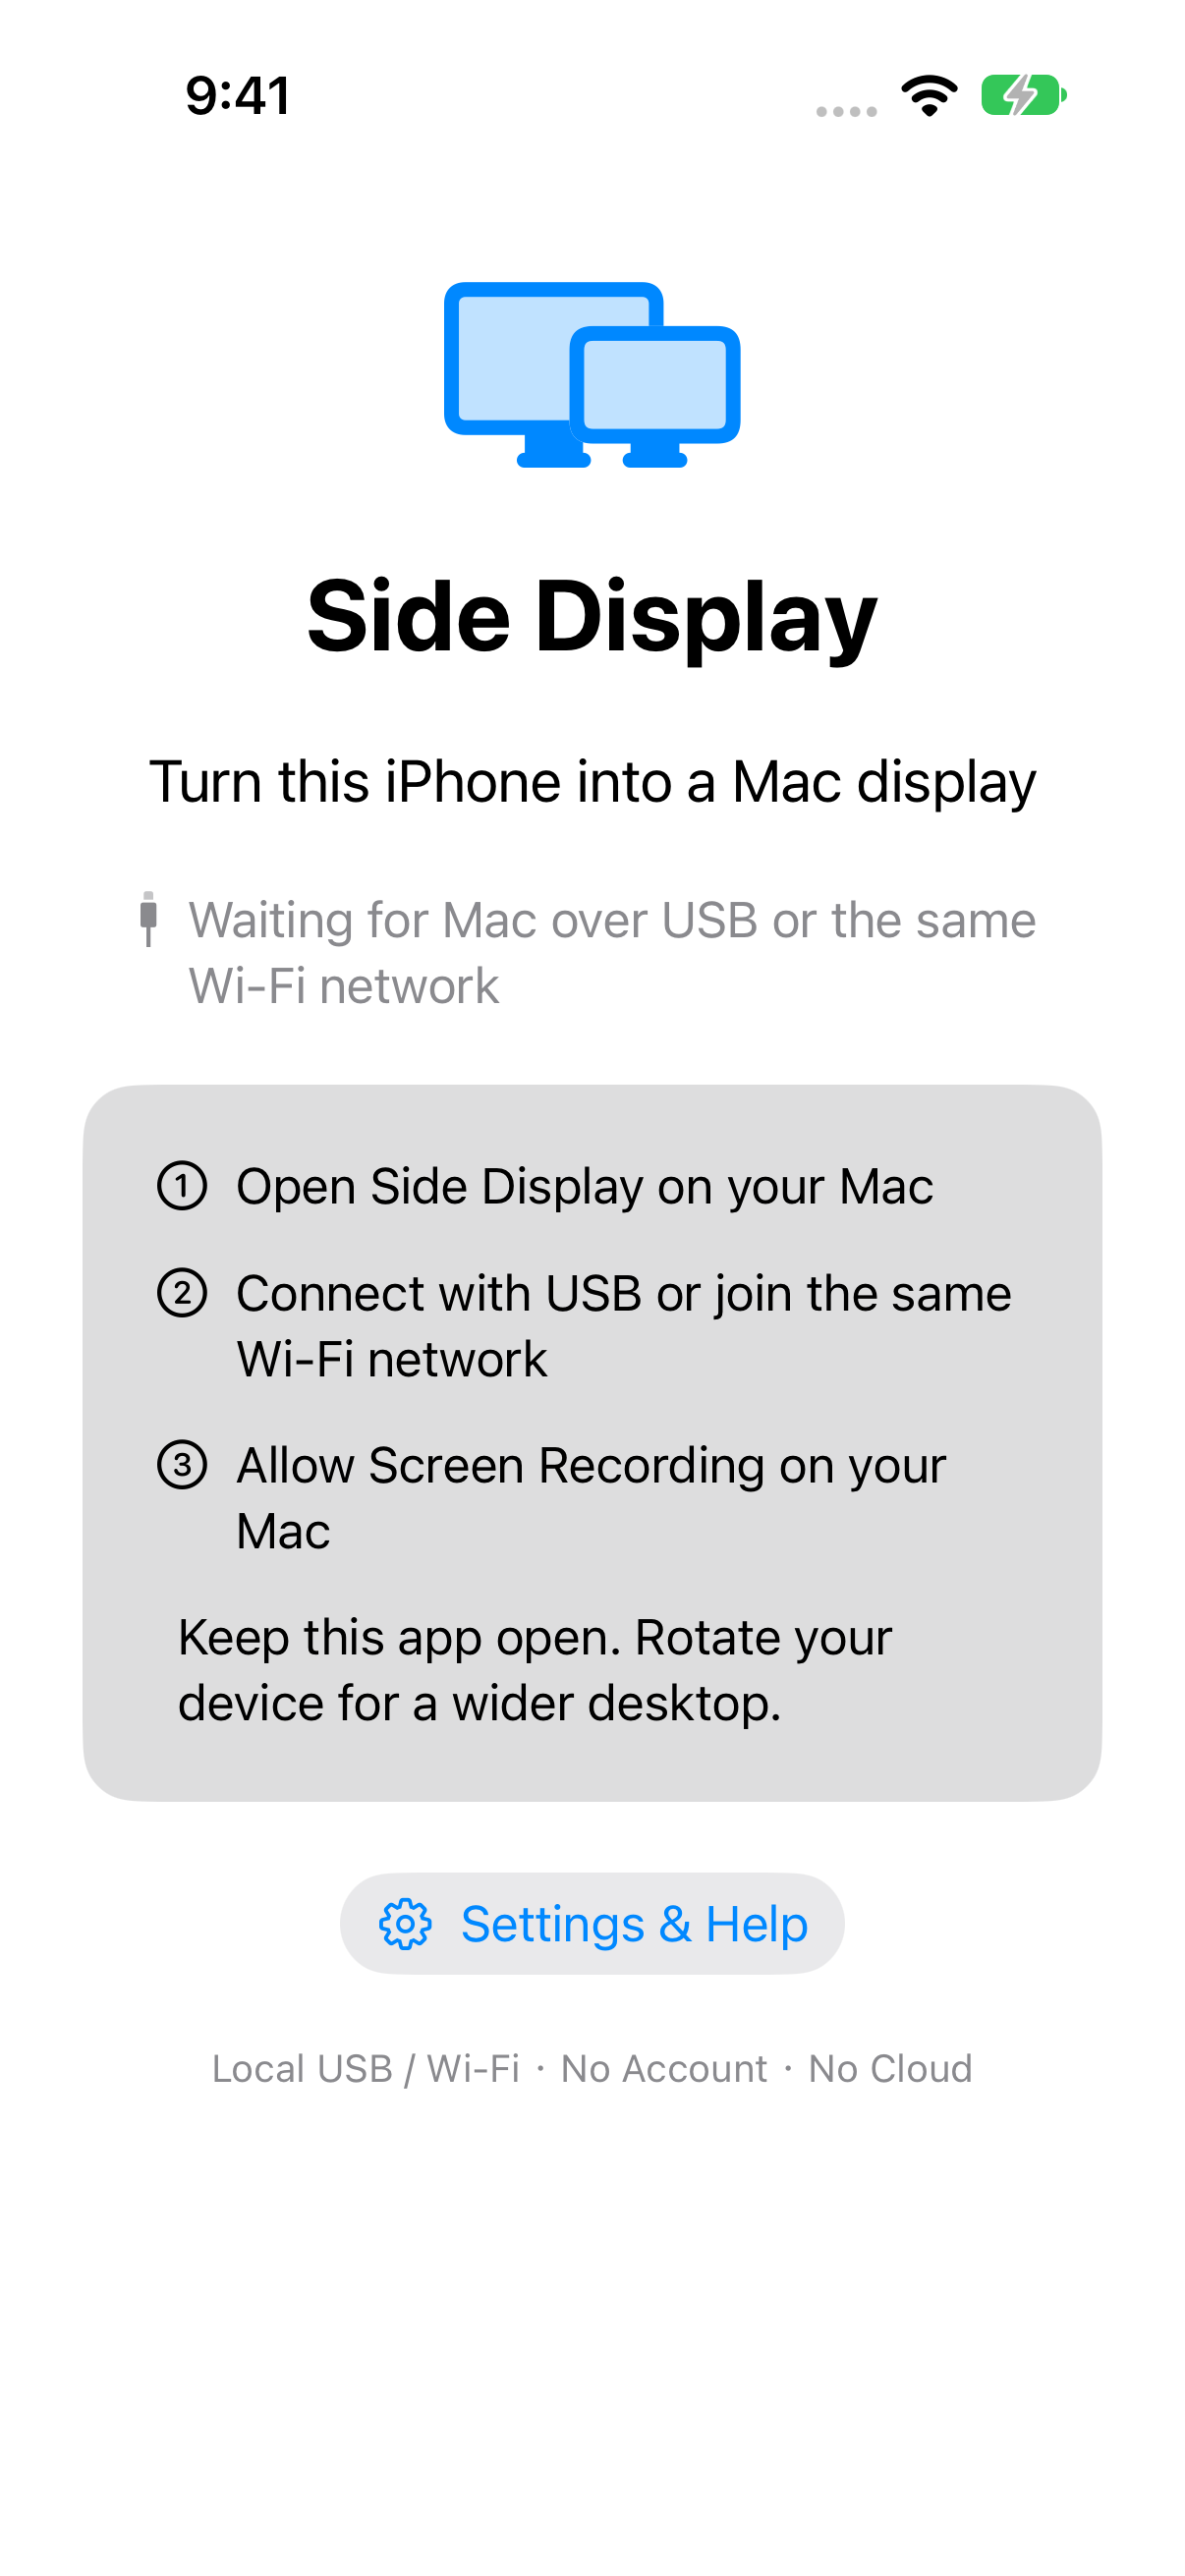 9:41
Side Display
Turn this iPhone into a Mac display
Waiting for Mac over USB or the same
Wi-Fi network
1 Open Side Display on your Mac
2 Connect with USB or join the same
Wi-Fi network
3 Allow Screen Recording on your
Mac
Keep this app open. Rotate your
device for a wider desktop.
Settings & Help
Local USB / Wi-Fi · No Account · No Cloud